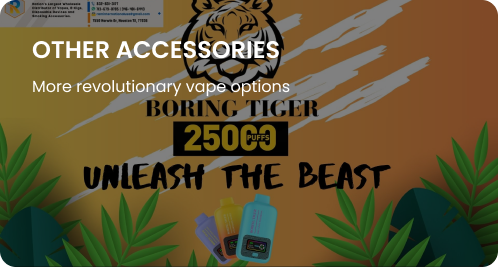 OTHER ACCESSORIES
More revolutionary vape options
BORING TIGER
25000
PUFFS
UNLEASH THE BEAST